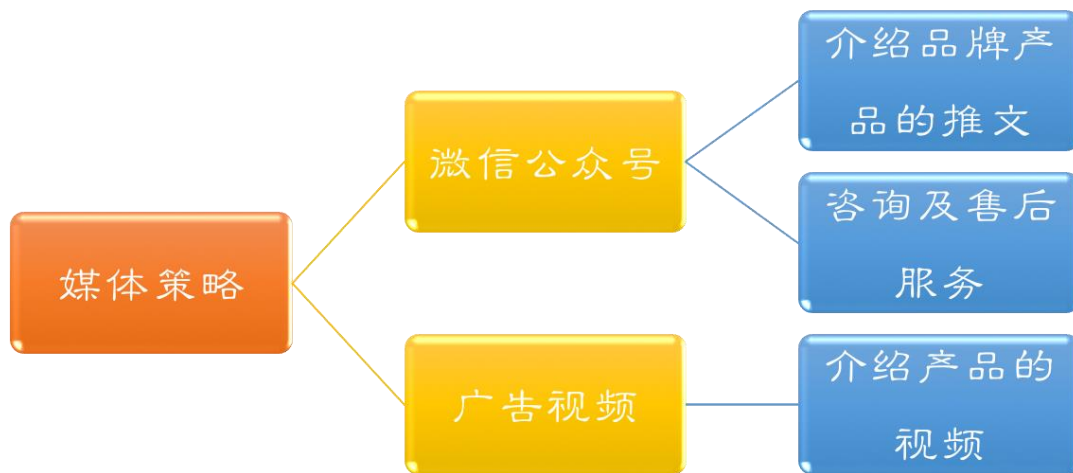 媒体策略
微信公众号
介绍品牌产
品的推文
咨询及售后
服务
广告视频
介绍产品的
视频